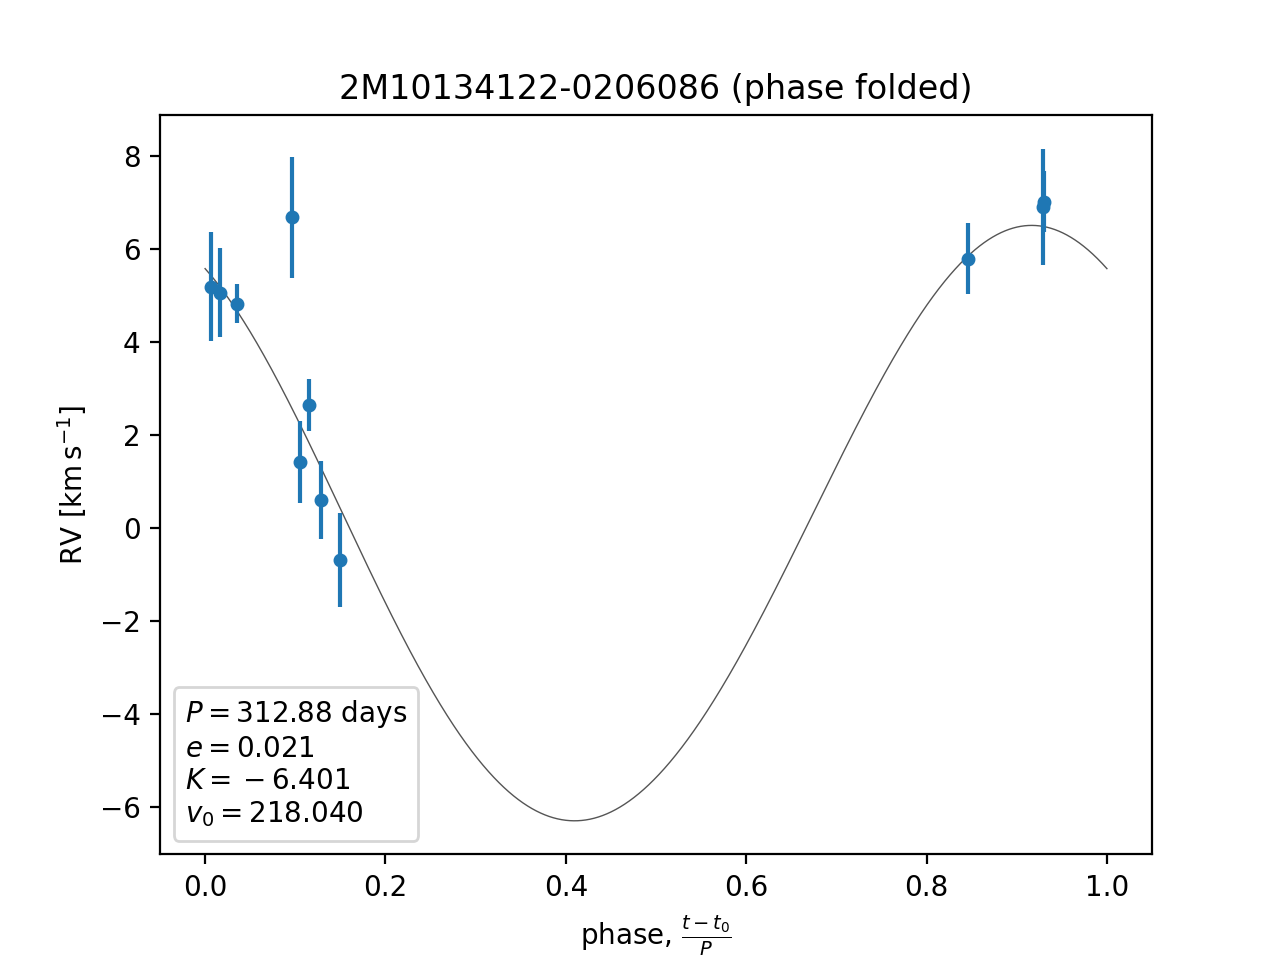 2M10134122-0206086 (phase folded)
8
6
4
2
0
−2
−4
−6
RV [km s⁻¹]
P = 312.88 days
e = 0.021
K = − 6.401
v₀ = 218.040
0.0 0.2 0.4 0.6 0.8 1.0
phase, (t − t₀)/P